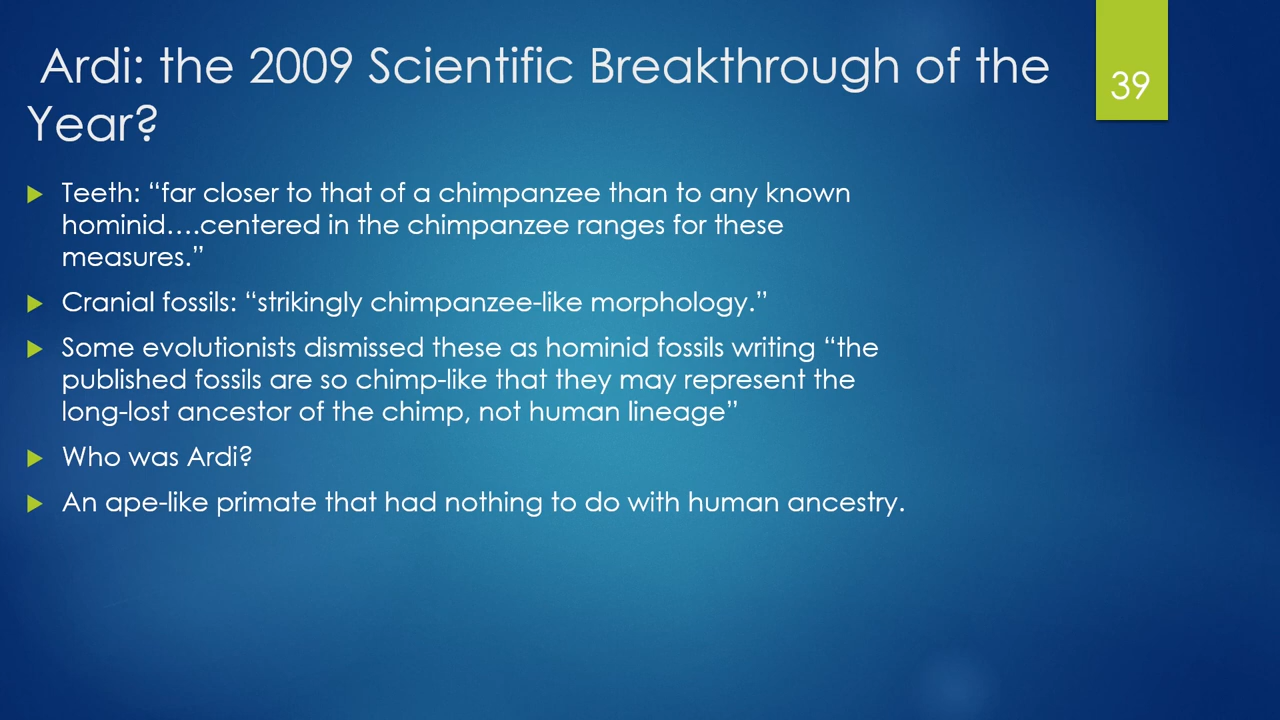 Ardi: the 2009 Scientific Breakthrough of the
Year?
39
Teeth: “far closer to that of a chimpanzee than to any known
hominid….centered in the chimpanzee ranges for these
measures.”
Cranial fossils: “strikingly chimpanzee-like morphology.”
Some evolutionists dismissed these as hominid fossils writing “the
published fossils are so chimp-like that they may represent the
long-lost ancestor of the chimp, not human lineage”
Who was Ardi?
An ape-like primate that had nothing to do with human ancestry.